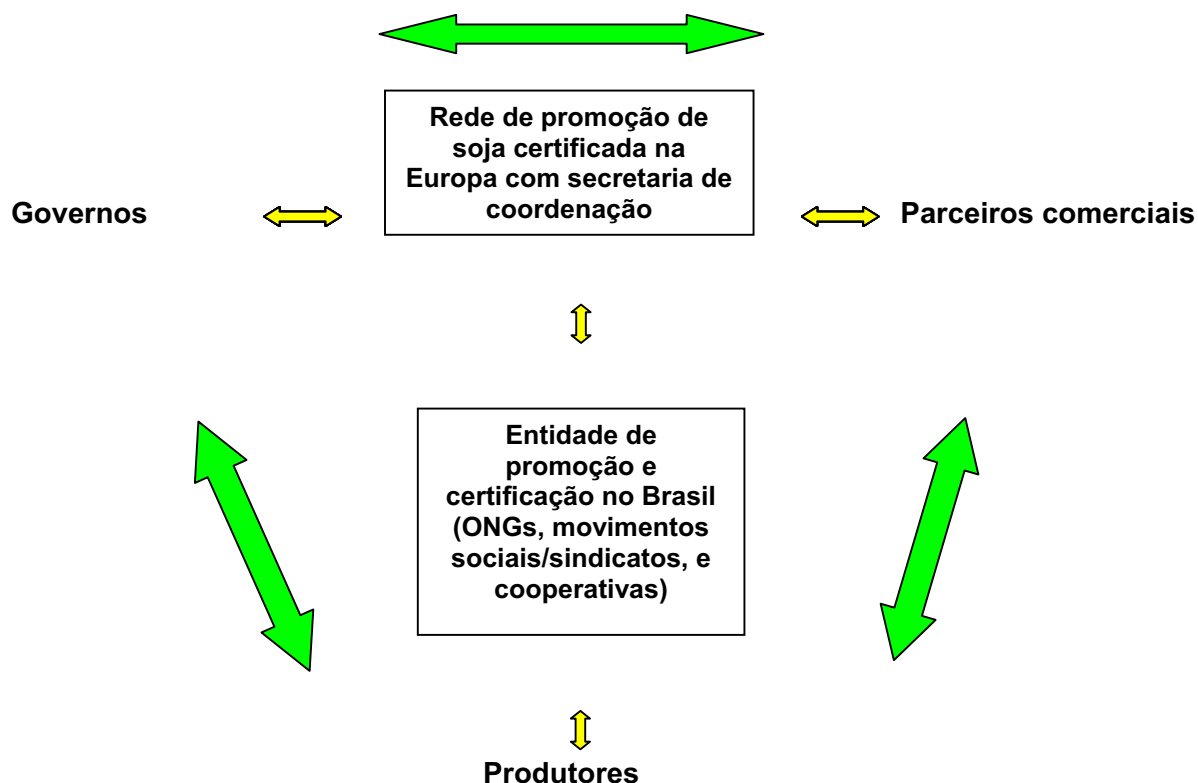 Rede de promoção de
soja certificada na
Europa com secretaria de
coordenação
Governos
Parceiros comerciais
Entidade de
promoção e
certificação no Brasil
(ONGs, movimentos
sociais/sindicatos, e
cooperativas)
Produtores